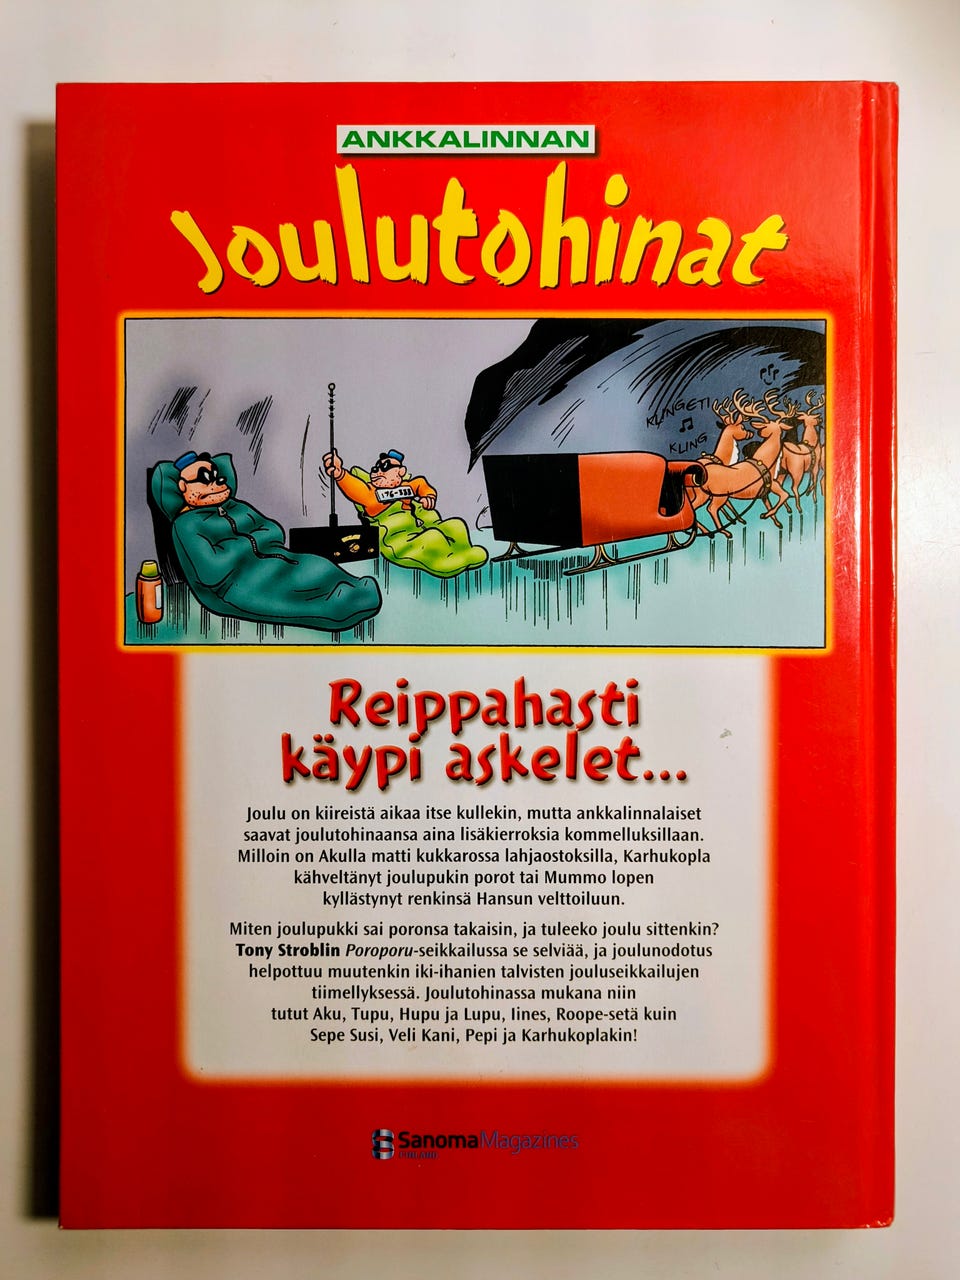 ANKKALINNAN
Joulutohinat
KLINGETI
KLING
176-333
Reippahasti
käypi askelet...
Joulu on kiireistä aikaa itse kullekin, mutta ankkalinnalaiset
saavat joulutohinaansa aina lisäkierroksia kommelluksillaan.
Milloin on Akulla matti kukkarossa lahjaostoksilla, Karhukopla
kähveltänyt joulupukin porot tai Mummo lopen
kyllästynyt renkinsä Hansun velttoiluun.
Miten joulupukki sai poronsa takaisin, ja tuleeko joulu sittenkin?
Tony Stroblin Poroporu-seikkailussa se selviää, ja joulunodotus
helpottuu muutenkin iki-ihanien talvisten jouluseikkailujen
tiimellyksessä. Joulutohinassa mukana niin
tutut Aku, Tupu, Hupu ja Lupu, Iines, Roope-setä kuin
Sepe Susi, Veli Kani, Pepi ja Karhukoplakin!
SanomaMagazines
FINLAND